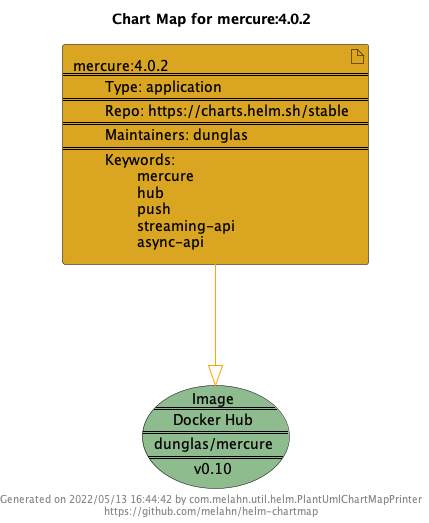 Chart Map for mercure:4.0.2
mercure:4.0.2
Type: application
Repo: https://charts.helm.sh/stable
Maintainers: dunglas
Keywords:
mercure
hub
push
streaming-api
async-api
Image
Docker Hub
dunglas/mercure
v0.10
Generated on 2022/05/13 16:44:42 by com.melahn.util.helm.PlantUmlChartMapPrinter
https://github.com/melahn/helm-chartmap